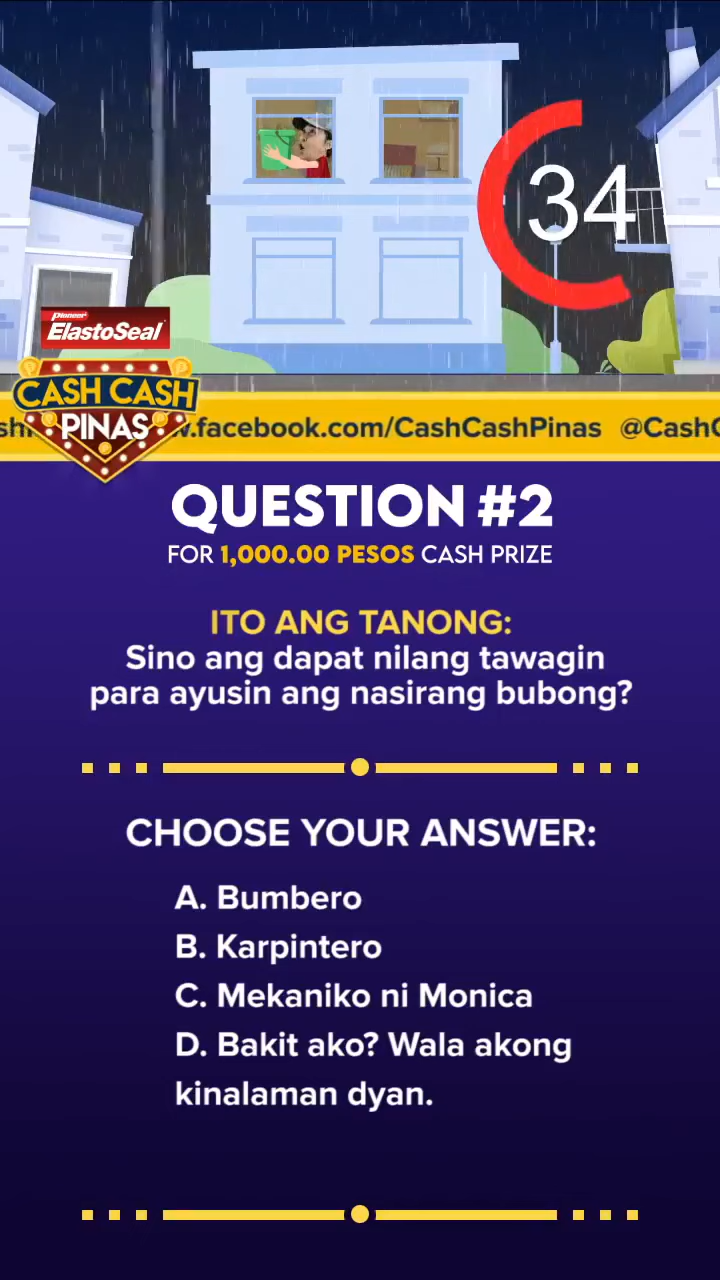 34
Pioneer
ElastoSeal
CASH CASH
PINAS
.facebook.com/CashCashPinas @Cash
QUESTION #2
FOR 1,000.00 PESOS CASH PRIZE
ITO ANG TANONG:
Sino ang dapat nilang tawagin
para ayusin ang nasirang bubong?
CHOOSE YOUR ANSWER:
A. Bumbero
B. Karpintero
C. Mekaniko ni Monica
D. Bakit ako? Wala akong
kinalaman dyan.